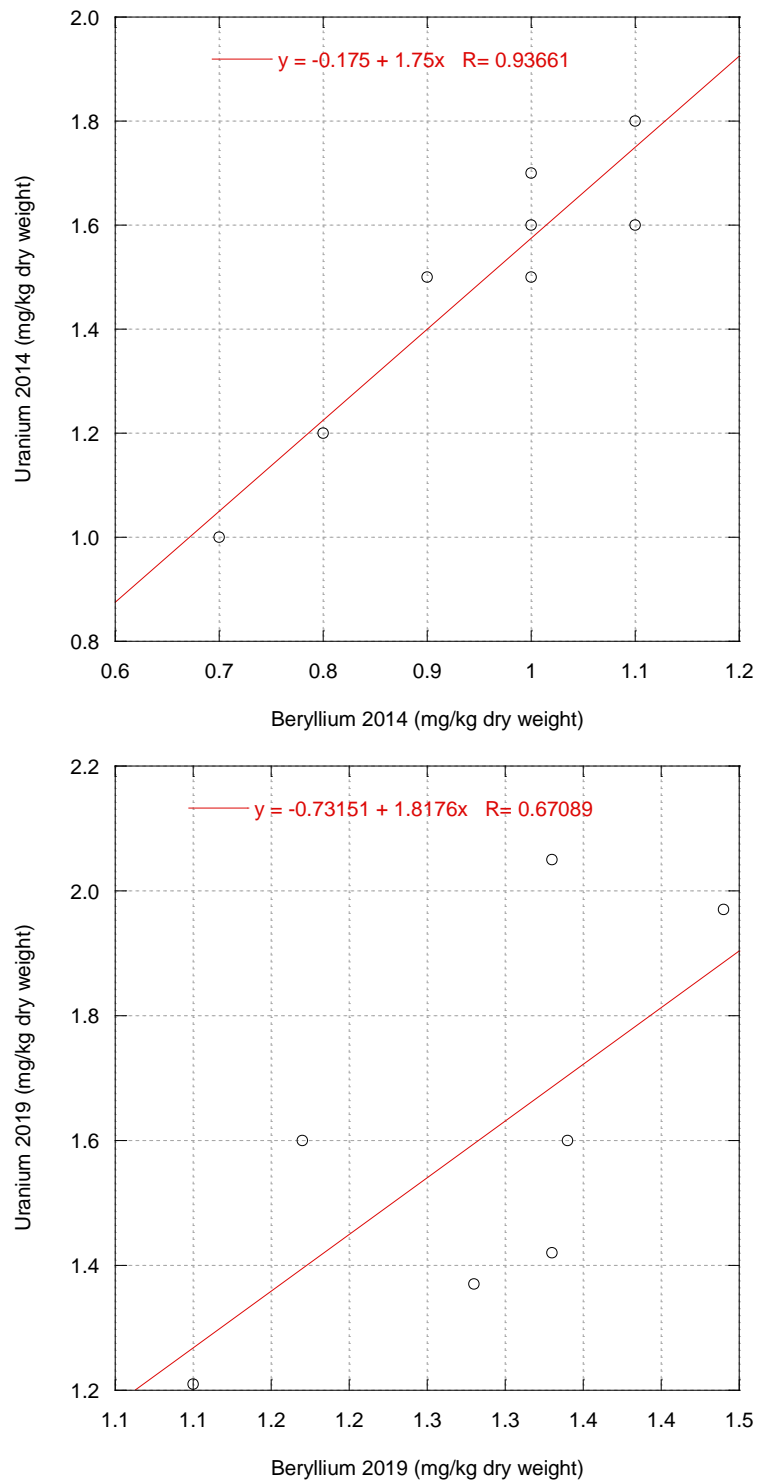 2.0
y = -0.175 + 1.75x R= 0.93661
1.8
1.6
1.4
1.2
1.0
0.8
Uranium 2014 (mg/kg dry weight)
0.6 0.7 0.8 0.9 1 1.1 1.2
Beryllium 2014 (mg/kg dry weight)
2.2
y = -0.73151 + 1.8176x R= 0.67089
2.0
1.8
1.6
1.4
1.2
Uranium 2019 (mg/kg dry weight)
1.1 1.1 1.2 1.2 1.3 1.3 1.4 1.4 1.5
Beryllium 2019 (mg/kg dry weight)